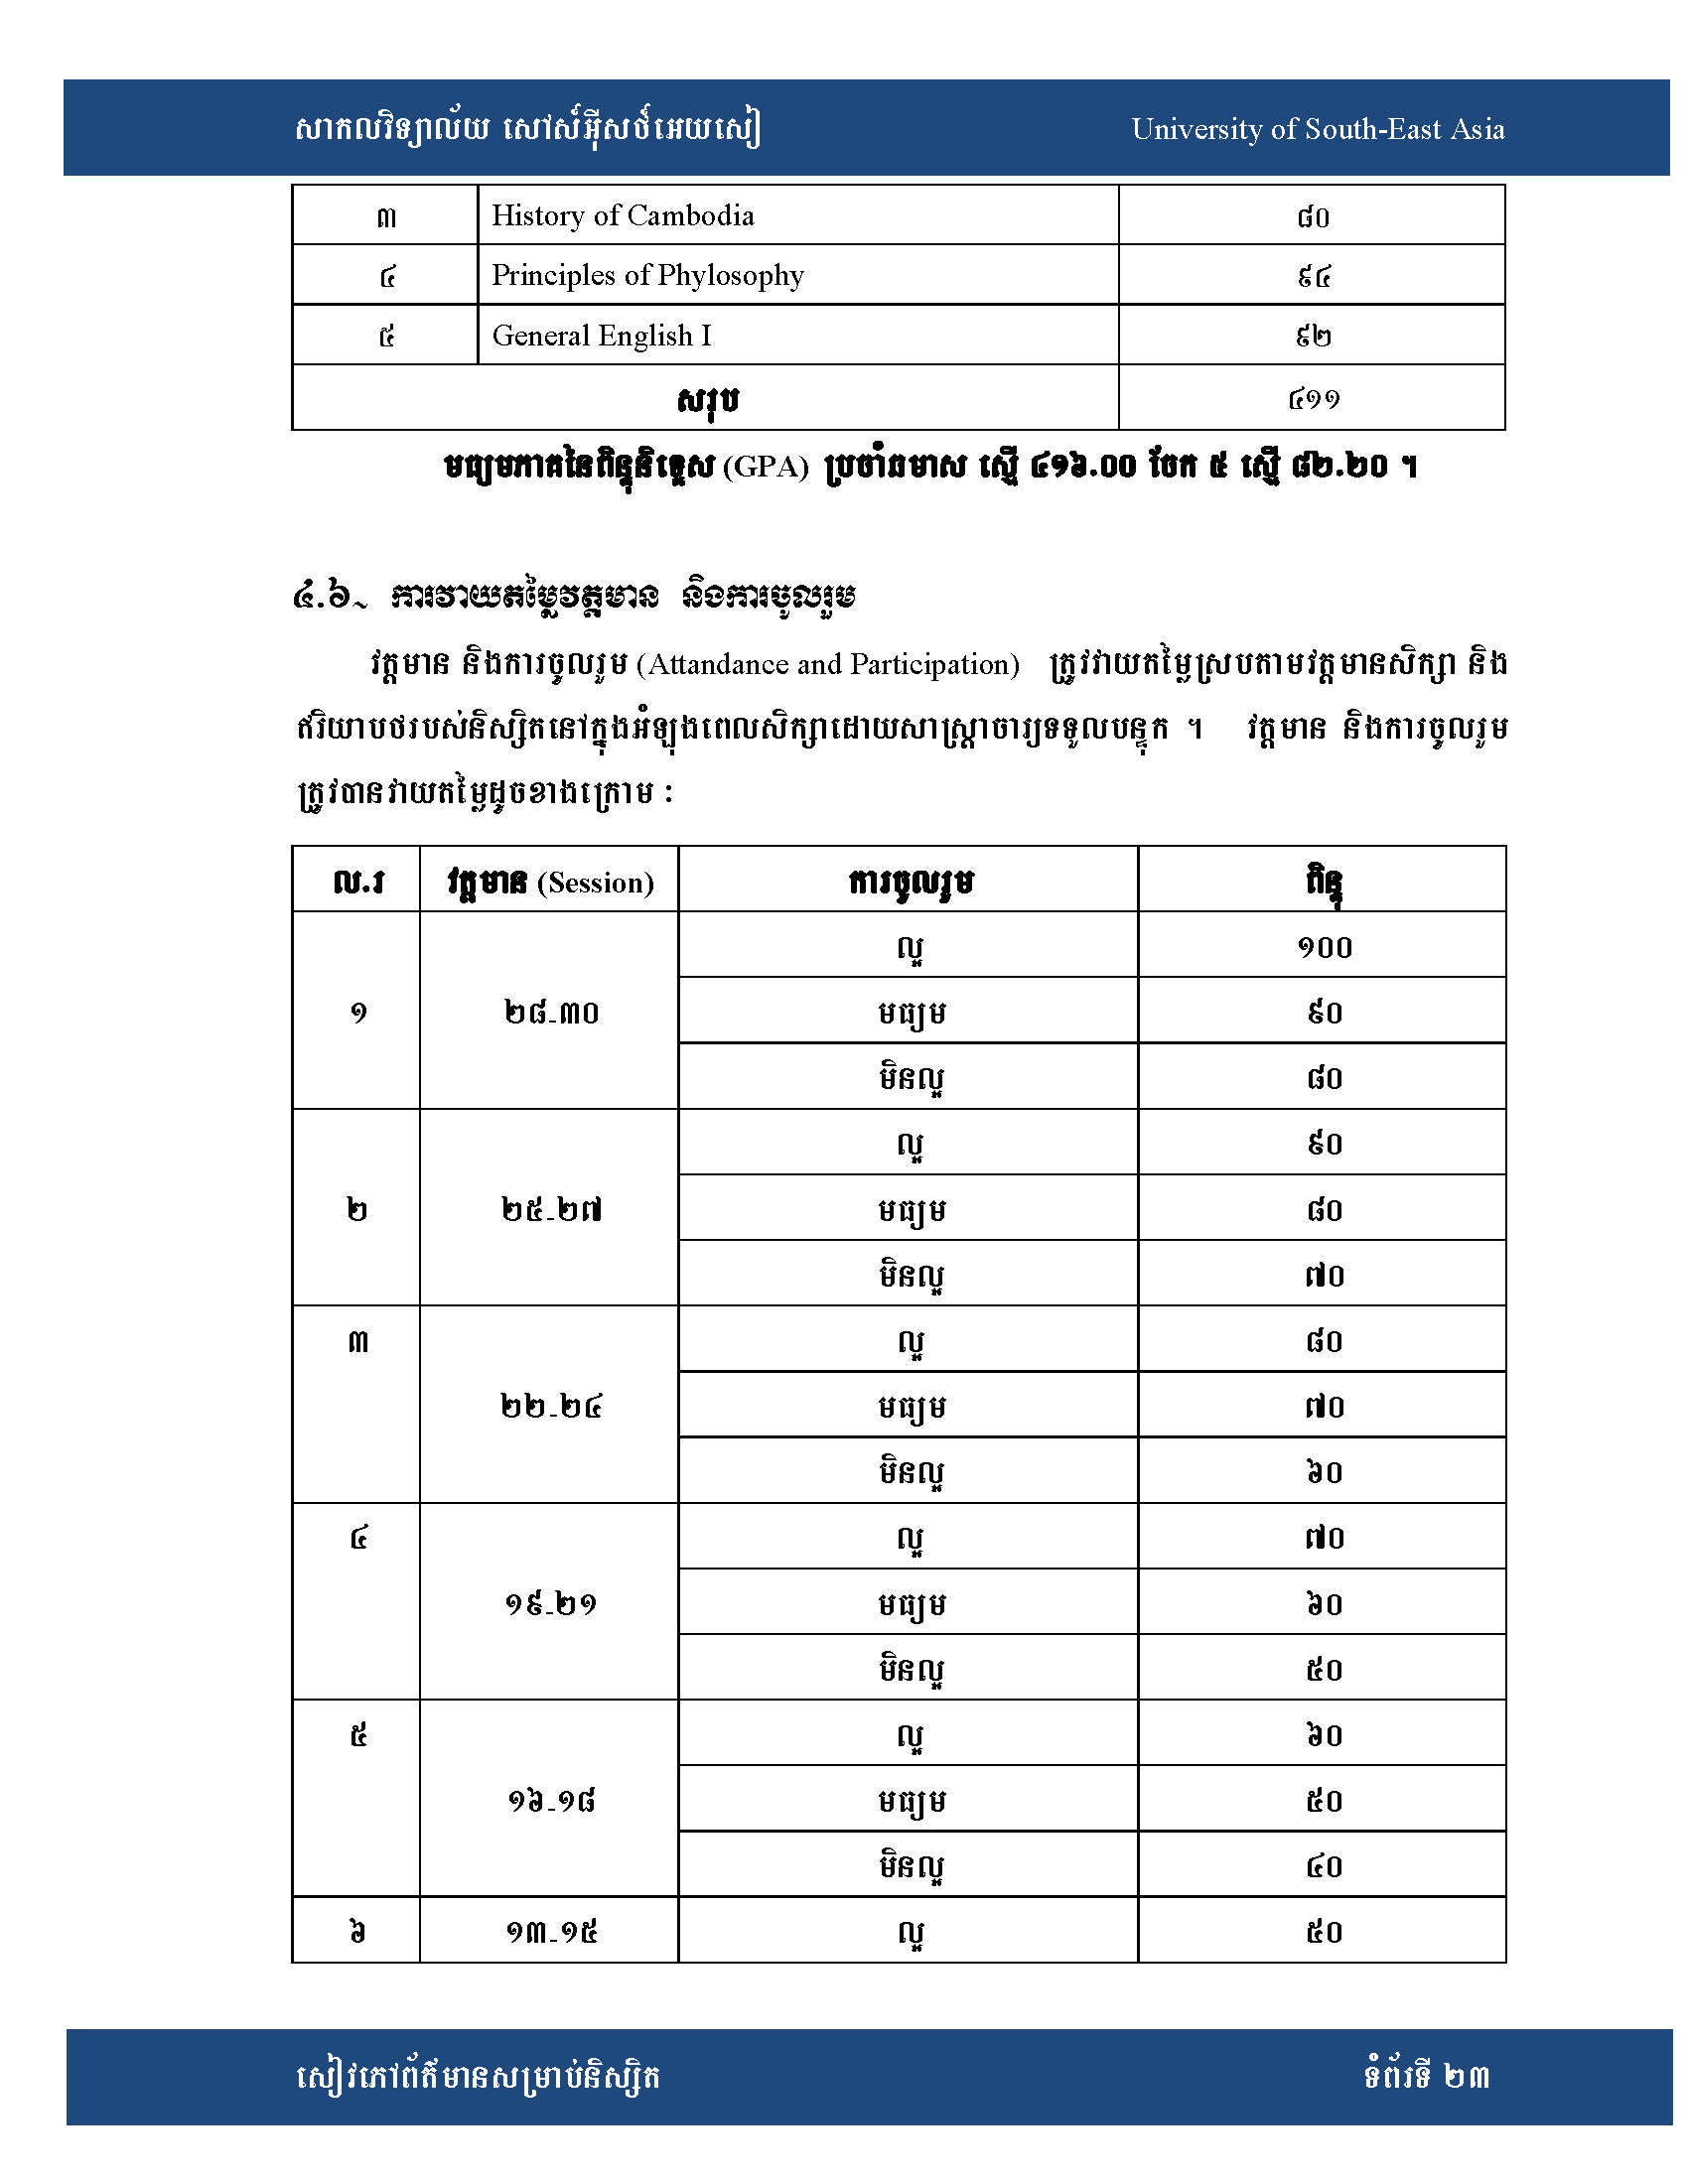 សាកលវិទ្យាល័យ សៅស៍អ៊ីសថ៍អេយសៀ University of South-East Asia
៣ History of Cambodia ៨០
៤ Principles of Phylosophy ៩៤
៥ General English I ៩២
សរុប ៤១១
មធ្យមភាគនៃពិន្ទុនិទ្ទេស (GPA) ប្រចាំឆមាស ស្មើ ៤១៦.០០ ចែក ៥ ស្មើ ៨២.២០ ។
៤.៦~ ការវាយតម្លៃវត្តមាន និងការចូលរួម
វត្តមាន និងការចូលរួម (Attandance and Participation) ត្រូវវាយតម្លៃស្របតាមវត្តមានសិក្សា និង
ឥរិយាបថរបស់និស្សិតនៅក្នុងអំឡុងពេលសិក្សាដោយសាស្ត្រាចារ្យទទួលបន្ទុក ។ វត្តមាន និងការចូលរួម
ត្រូវបានវាយតម្លៃដូចខាងក្រោម :
ល.រ វត្តមាន (Session) ការចូលរួម ពិន្ទុ
ល្អ ១០០
១ ២៨-៣០ មធ្យម ៩០
មិនល្អ ៨០
ល្អ ៩០
២ ២៥-២៧ មធ្យម ៨០
មិនល្អ ៧០
៣ ល្អ ៨០
២២-២៤ មធ្យម ៧០
មិនល្អ ៦០
៤ ល្អ ៧០
១៩-២១ មធ្យម ៦០
មិនល្អ ៥០
៥ ល្អ ៦០
១៦-១៨ មធ្យម ៥០
មិនល្អ ៤០
៦ ១៣-១៥ ល្អ ៥០
សៀវភៅព័ត៌មានសម្រាប់និស្សិត ទំព័រទី ២៣